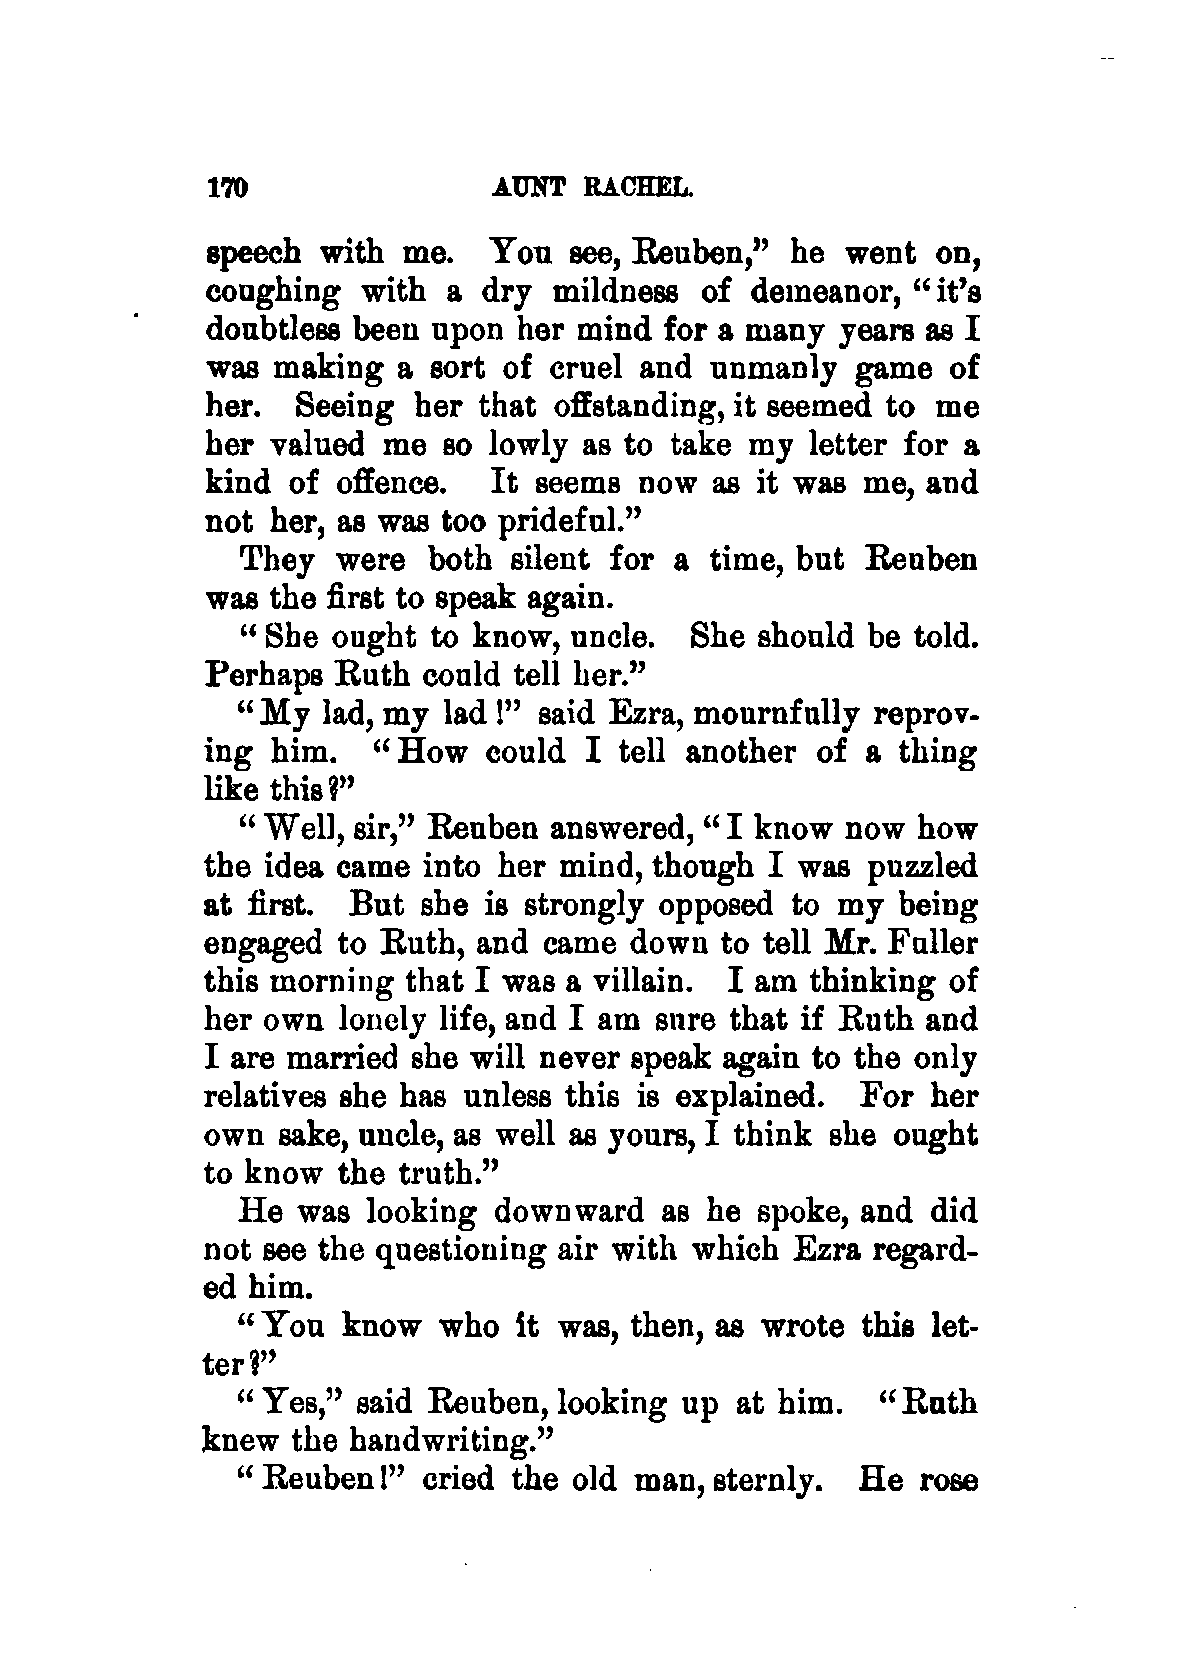 170 AUNT RACHEL.
speech with me. You see, Reuben,” he went on,
coughing with a dry mildness of demeanor, “it’s
doubtless been upon her mind for a many years as I
was making a sort of cruel and unmanly game of
her. Seeing her that offstanding, it seemed to me
her valued me so lowly as to take my letter for a
kind of offence. It seems now as it was me, and
not her, as was too prideful.”
They were both silent for a time, but Reuben
was the first to speak again.
“She ought to know, uncle. She should be told.
Perhaps Ruth could tell her.”
“My lad, my lad!” said Ezra, mournfully reprov-
ing him. “How could I tell another of a thing
like this?”
“Well, sir,” Reuben answered, “I know now how
the idea came into her mind, though I was puzzled
at first. But she is strongly opposed to my being
engaged to Ruth, and came down to tell Mr. Fuller
this morning that I was a villain. I am thinking of
her own lonely life, and I am sure that if Ruth and
I are married she will never speak again to the only
relatives she has unless this is explained. For her
own sake, uncle, as well as yours, I think she ought
to know the truth.”
He was looking downward as he spoke, and did
not see the questioning air with which Ezra regard-
ed him.
“You know who it was, then, as wrote this let-
ter?”
“Yes,” said Reuben, looking up at him. “Ruth
knew the handwriting.”
“Reuben!” cried the old man, sternly. He rose